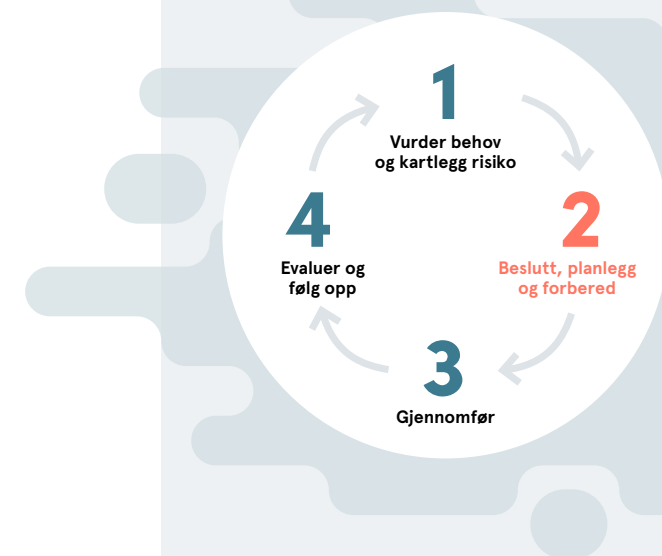 1
Vurder behov
og kartlegg risiko
2
Beslutt, planlegg
og forbered
3
Gjennomfør
4
Evaluer og
følg opp